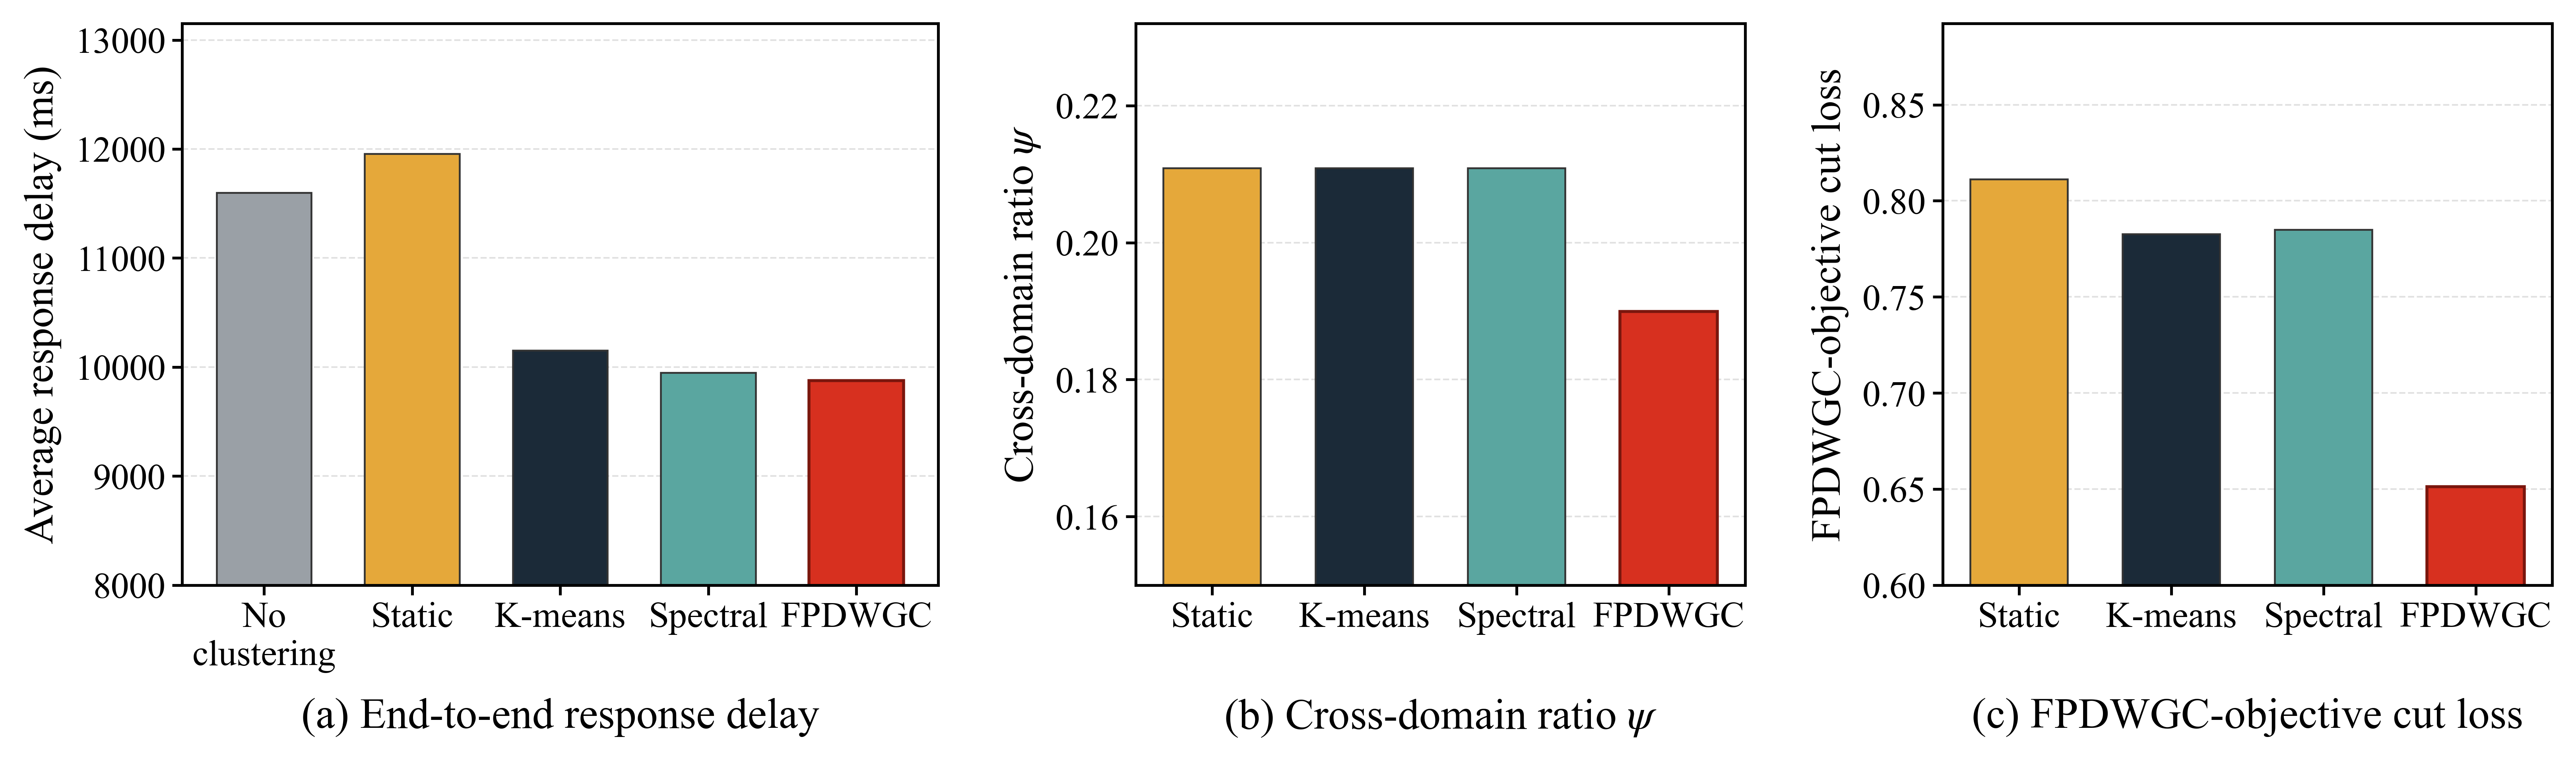 Average response delay (ms)
13000
12000
11000
10000
9000
8000
No
clustering
Static
K-means
Spectral
FPDWGC
(a) End-to-end response delay
Cross-domain ratio ψ
0.22
0.20
0.18
0.16
Static
K-means
Spectral
FPDWGC
(b) Cross-domain ratio ψ
FPDWGC-objective cut loss
0.85
0.80
0.75
0.70
0.65
0.60
Static
K-means
Spectral
FPDWGC
(c) FPDWGC-objective cut loss